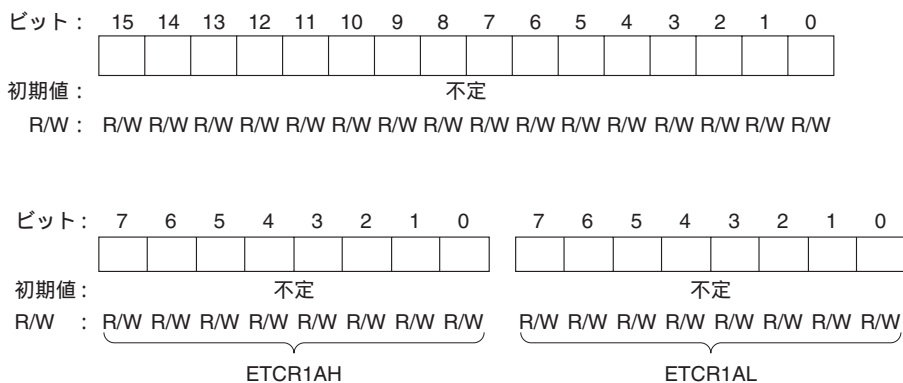 ビット : 15 14 13 12 11 10 9 8 7 6 5 4 3 2 1 0
初期値 : 不定
R/W : R/W R/W R/W R/W R/W R/W R/W R/W R/W R/W R/W R/W R/W R/W R/W R/W
ビット : 7 6 5 4 3 2 1 0 7 6 5 4 3 2 1 0
初期値 : 不定 不定
R/W : R/W R/W R/W R/W R/W R/W R/W R/W R/W R/W R/W R/W R/W R/W R/W R/W
ETCR1AH ETCR1AL